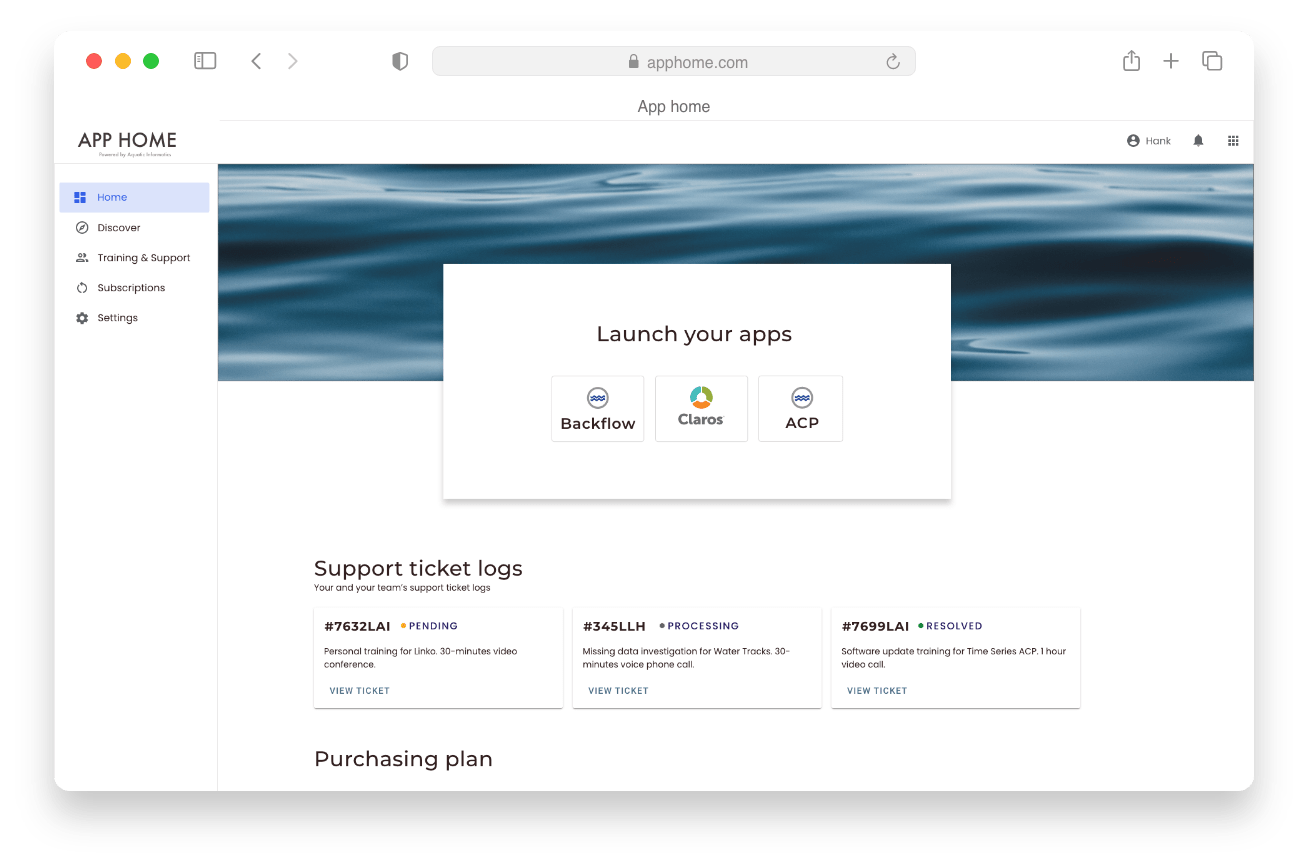 apphome.com
App home
APP HOME
Powered by Aquatic Informatics
Hank
Home
Discover
Training & Support
Subscriptions
Settings
Launch your apps
Backflow
Claros
ACP
Support ticket logs
Your and your team's support ticket logs
#7632LAI PENDING
Personal training for Linko. 30-minutes video
conference.
VIEW TICKET
#345LLH PROCESSING
Missing data investigation for Water Tracks. 30-
minutes voice phone call.
VIEW TICKET
#7699LAI RESOLVED
Software update training for Time Series ACP. 1 hour
video call.
VIEW TICKET
Purchasing plan